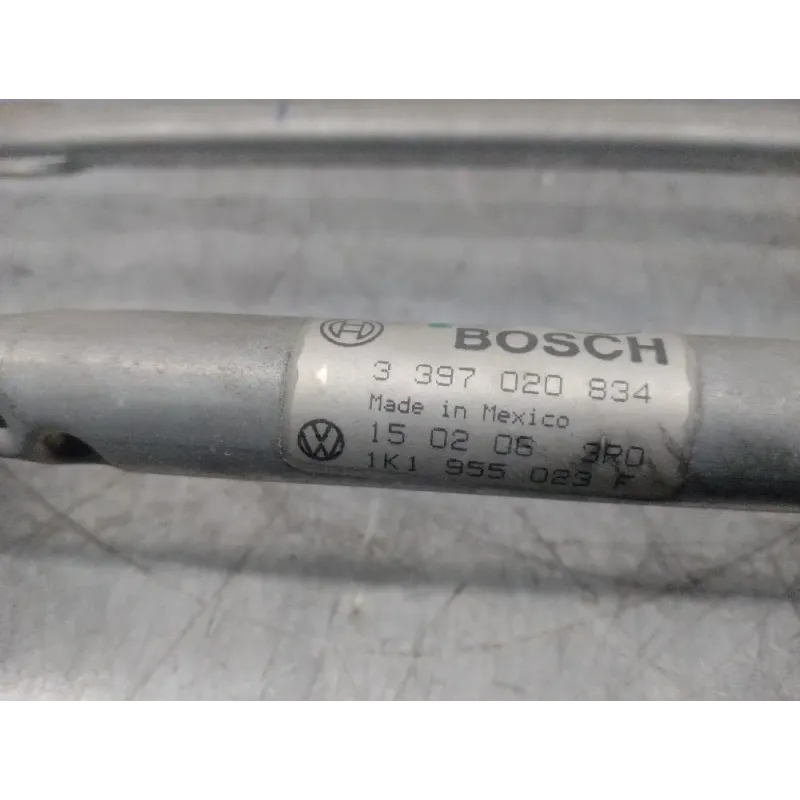 BOSCH
3 397 020 834
Made in Mexico
15 02 06 3R0
1K1 955 023 F